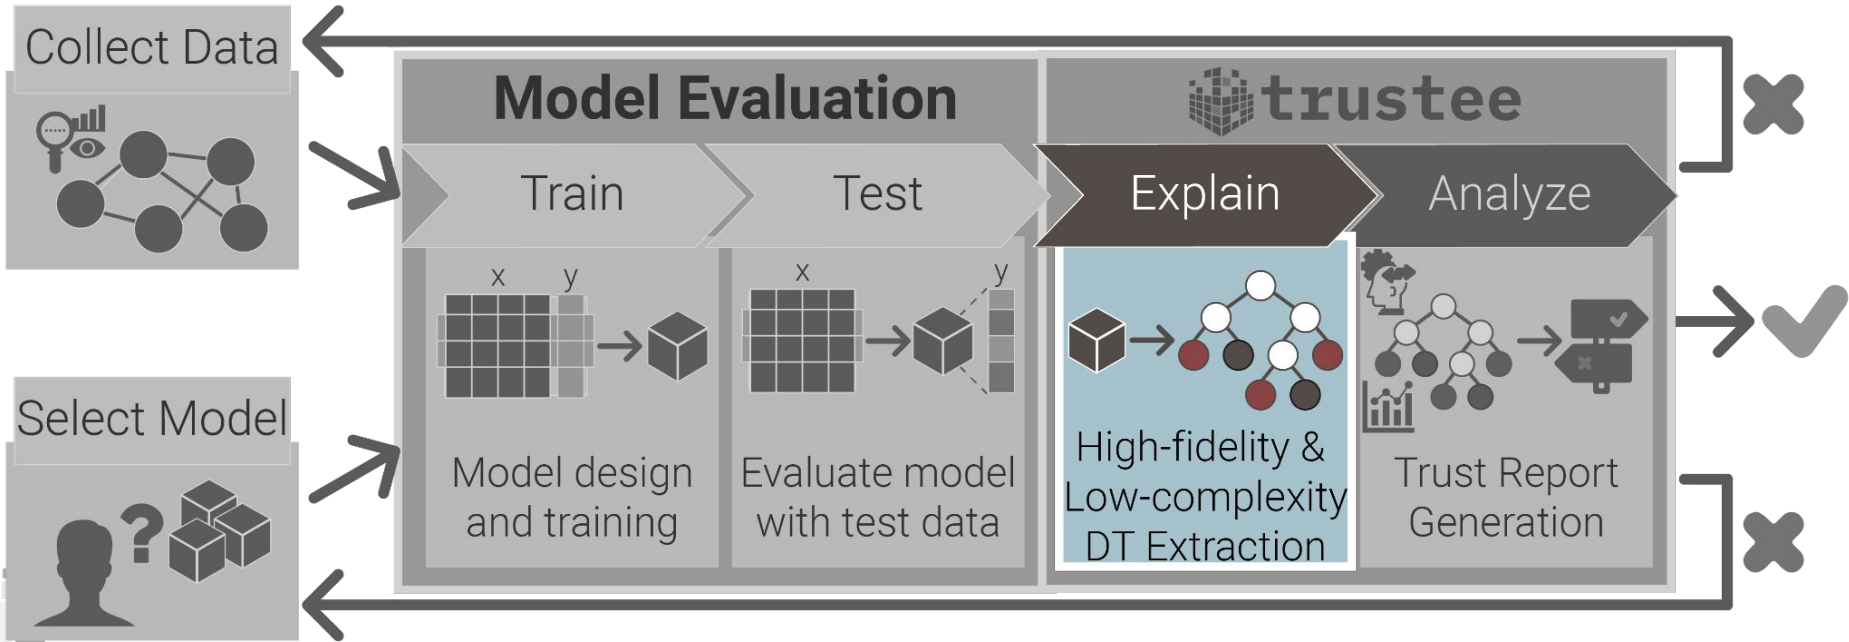 Collect Data
Model Evaluation
trustee
Train
Test
Explain
Analyze
x
y
x
y
Select Model
Model design
and training
Evaluate model
with test data
High-fidelity &
Low-complexity
DT Extraction
Trust Report
Generation
?